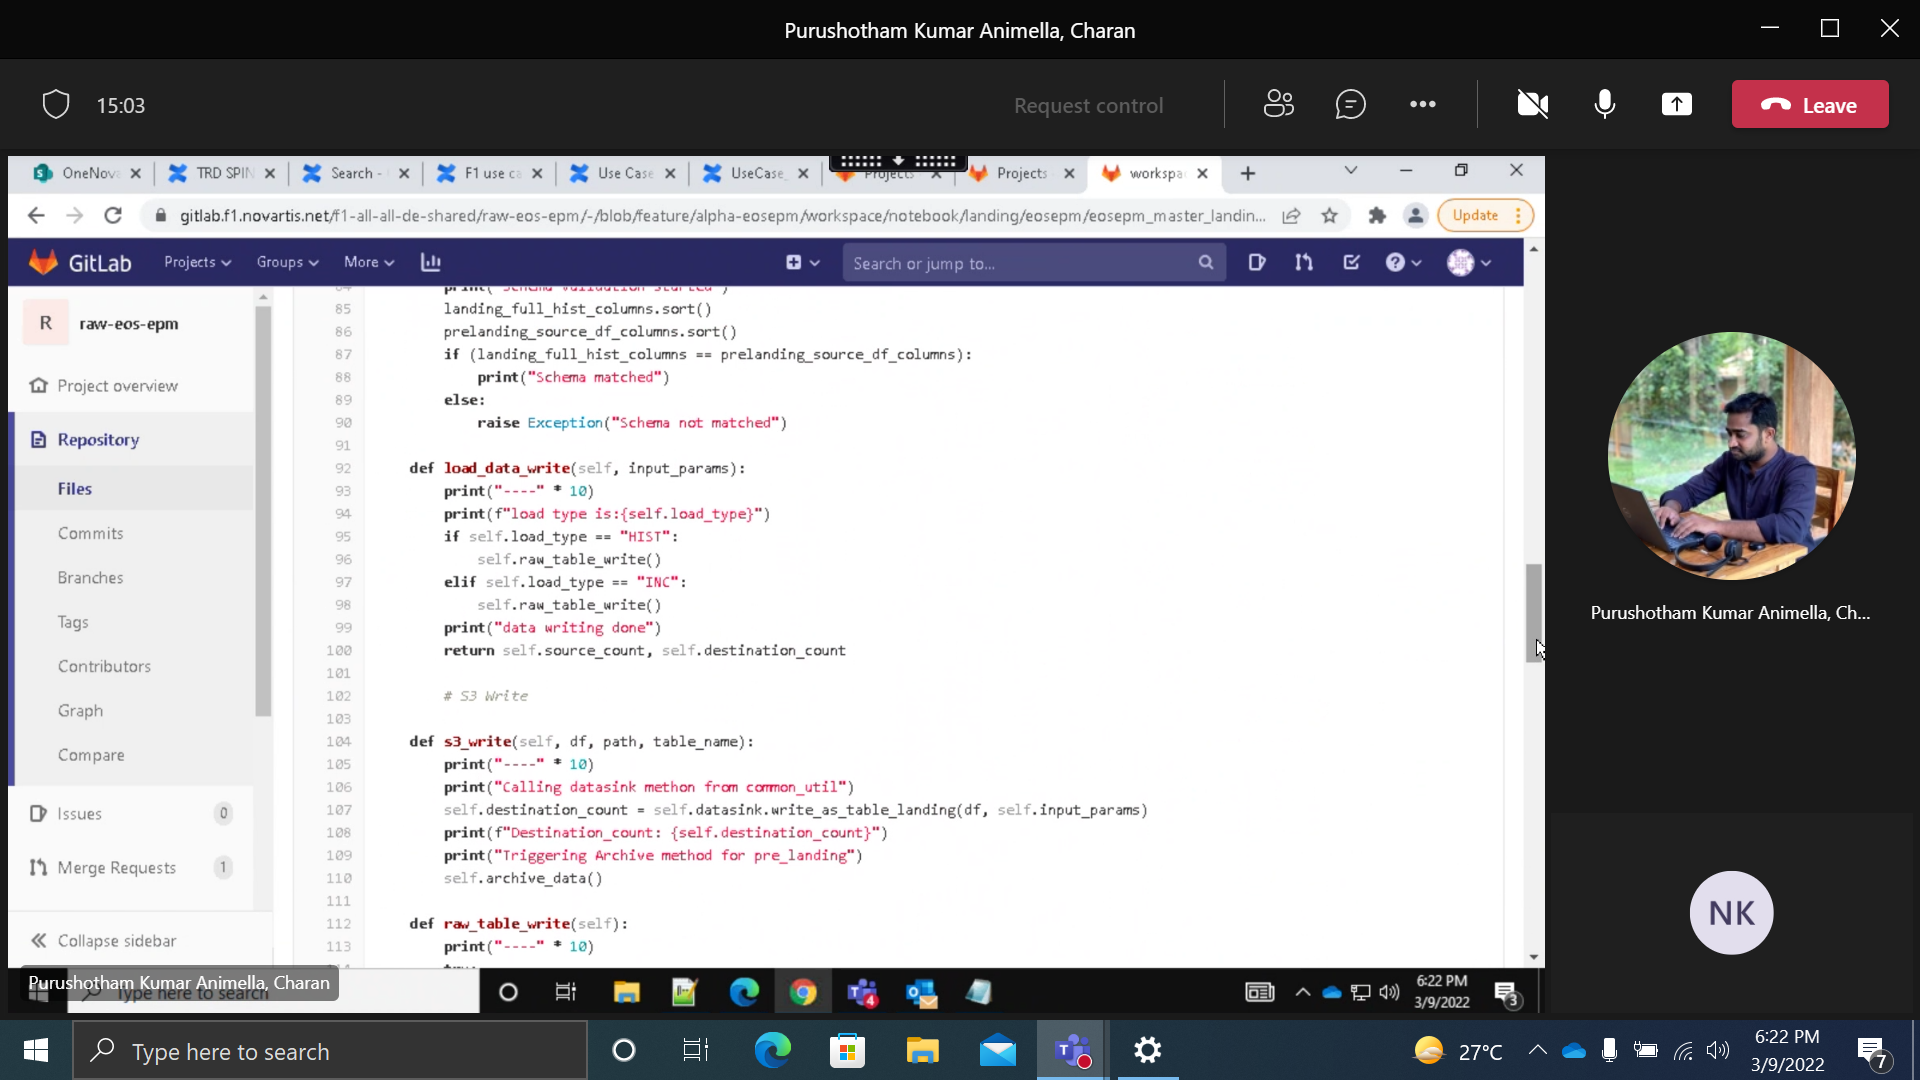 Purushotham Kumar Animella, Charan
15:03
Request control
Leave
OneNova
TRD SPIN
Search -
F1 use ca
Use Case
UseCase_
Projects
Projects
workspa
gitlab.f1.novartis.net/f1-all-all-de-shared/raw-eos-epm/-/blob/feature/alpha-eosepm/workspace/notebook/landing/eosepm/eosepm_master_landin...
Update
GitLab
Projects
Groups
More
Search or jump to...
R
raw-eos-epm
Project overview
Repository
Files
Commits
Branches
Tags
Contributors
Graph
Compare
Issues 0
Merge Requests 1
Collapse sidebar
84 print("Schema validation started")
85 landing_full_hist_columns.sort()
86 prelanding_source_df_columns.sort()
87 if (landing_full_hist_columns == prelanding_source_df_columns):
88 print("Schema matched")
89 else:
90 raise Exception("Schema not matched")
91
92 def load_data_write(self, input_params):
93 print("----" * 10)
94 print(f"load type is:{self.load_type}")
95 if self.load_type == "HIST":
96 self.raw_table_write()
97 elif self.load_type == "INC":
98 self.raw_table_write()
99 print("data writing done")
100 return self.source_count, self.destination_count
101
102 # S3 Write
103
104 def s3_write(self, df, path, table_name):
105 print("----" * 10)
106 print("Calling datasink methon from common_util")
107 self.destination_count = self.datasink.write_as_table_landing(df, self.input_params)
108 print(f"Destination_count: {self.destination_count}")
109 print("Triggering Archive method for pre_landing")
110 self.archive_data()
111
112 def raw_table_write(self):
113 print("----" * 10)
Purushotham Kumar Animella, Ch...
NK
Purushotham Kumar Animella, Charan
Type here to search
4
6:22 PM
3/9/2022
3
Type here to search
27°C
6:22 PM
3/9/2022
7